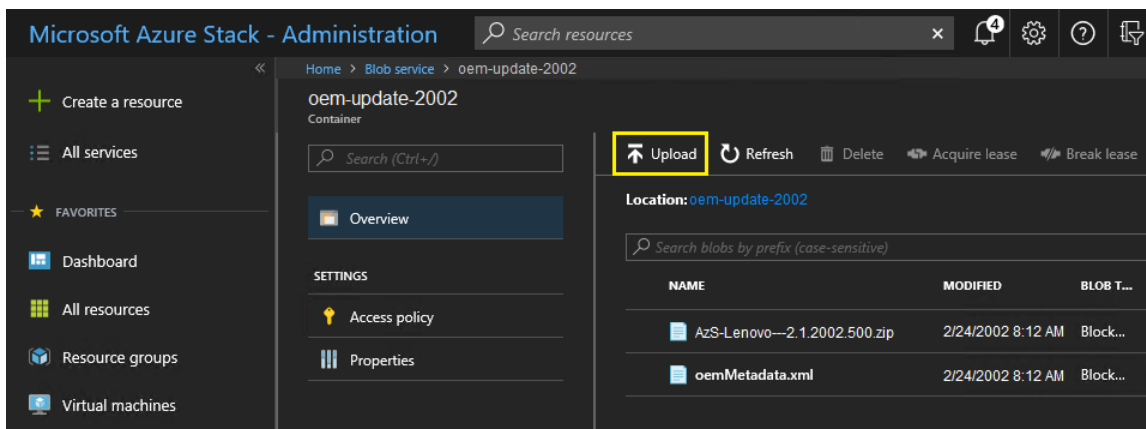 Microsoft Azure Stack - Administration
Search resources
4
Home > Blob service > oem-update-2002
Create a resource
All services
FAVORITES
Dashboard
All resources
Resource groups
Virtual machines
oem-update-2002
Container
Search (Ctrl+/)
Overview
SETTINGS
Access policy
Properties
Upload Refresh Delete Acquire lease Break lease
Location: oem-update-2002
Search blobs by prefix (case-sensitive)
NAME MODIFIED BLOB T...
AzS-Lenovo---2.1.2002.500.zip 2/24/2002 8:12 AM Block...
oemMetadata.xml 2/24/2002 8:12 AM Block...